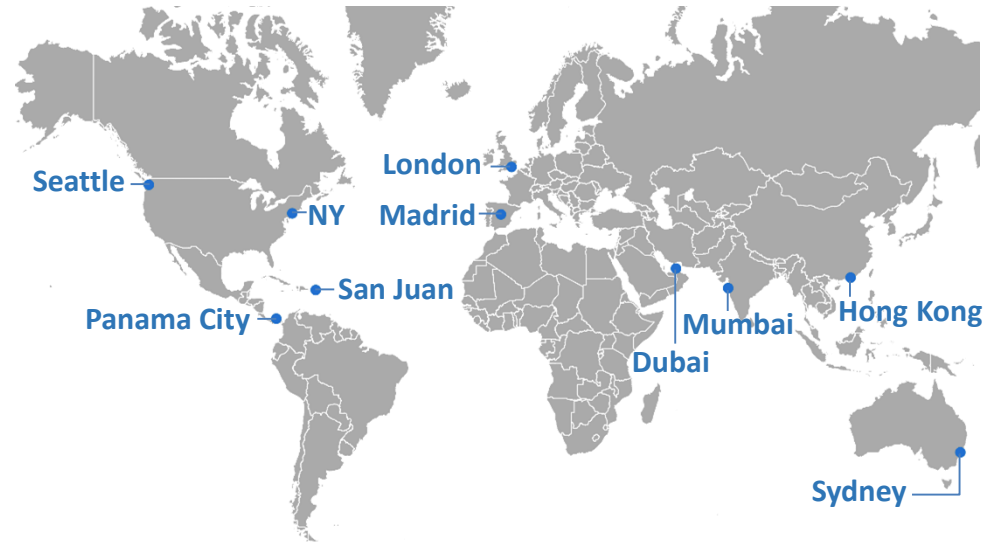 London
Seattle
NY
Madrid
San Juan
Panama City
Hong Kong
Mumbai
Dubai
Sydney